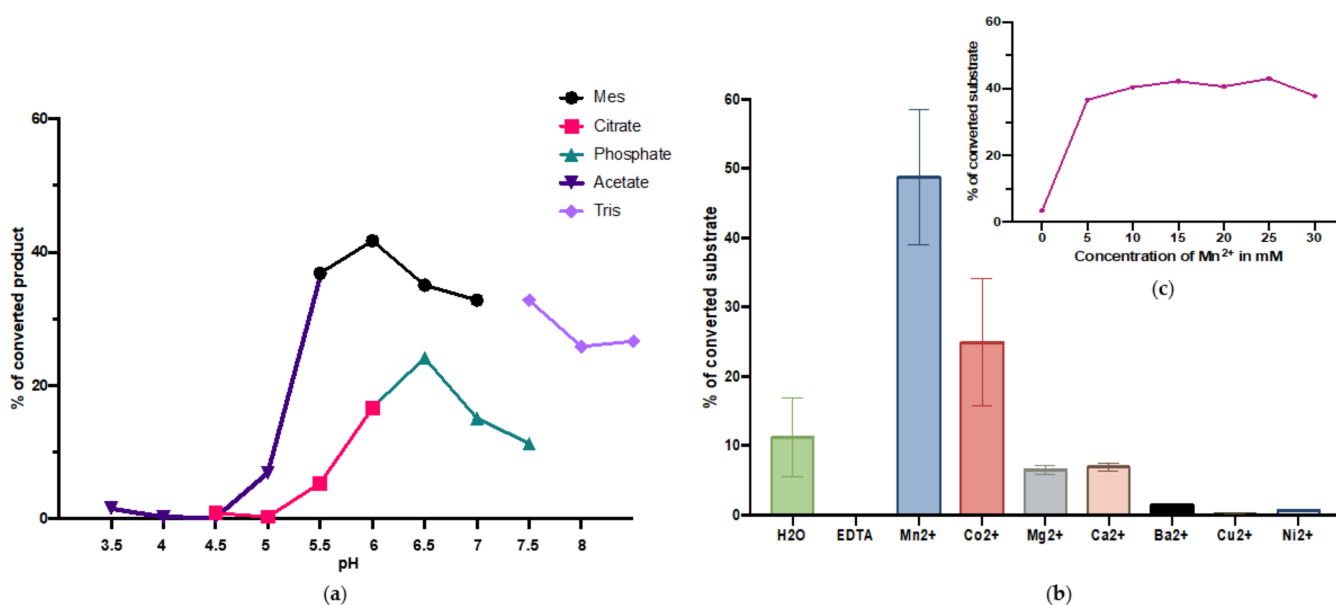 Mes
Citrate
Phosphate
Acetate
Tris
% of converted product
60
40
20
0
3.5 4 4.5 5 5.5 6 6.5 7 7.5 8
pH
(a)
% of converted substrate
60
50
40
30
20
10
0
H2O EDTA Mn2+ Co2+ Mg2+ Ca2+ Ba2+ Cu2+ Ni2+
(b)
% of converted substrate
60
40
20
0
0 5 10 15 20 25 30
Concentration of Mn²⁺ in mM
(c)